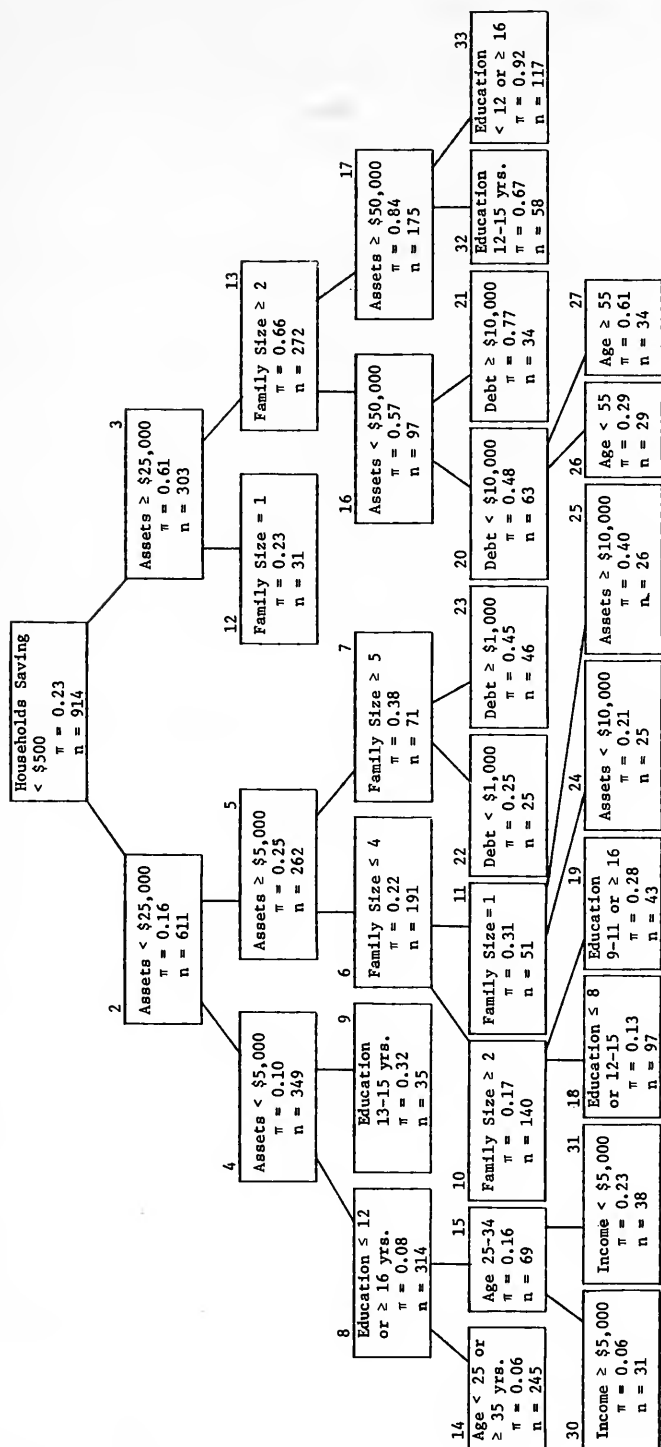 Households Saving
< $500
π = 0.23
n = 914
2
Assets < $25,000
π = 0.16
n = 611
3
Assets ≥ $25,000
π = 0.61
n = 303
4
Assets < $5,000
π = 0.10
n = 349
5
Assets ≥ $5,000
π = 0.25
n = 262
12
Family Size = 1
π = 0.23
n = 31
13
Family Size ≥ 2
π = 0.66
n = 272
8
Education ≤ 12
or ≥ 16 yrs.
π = 0.08
n = 314
9
Education
13-15 yrs.
π = 0.32
n = 35
6
Family Size ≤ 4
π = 0.22
n = 191
7
Family Size ≥ 5
π = 0.38
n = 71
16
Assets < $50,000
π = 0.57
n = 97
17
Assets ≥ $50,000
π = 0.84
n = 175
14
Age < 25 or
≥ 35 yrs.
π = 0.06
n = 245
15
Age 25-34
π = 0.16
n = 69
10
Family Size ≥ 2
π = 0.17
n = 140
11
Family Size=1
π = 0.31
n = 51
22
Debt < $1,000
π = 0.25
n = 25
23
Debt ≥ $1,000
π = 0.45
n = 46
20
Debt < $10,000
π = 0.48
n = 63
21
Debt ≥ $10,000
π = 0.77
n = 34
32
Education
12-15 yrs.
π = 0.67
n = 58
33
Education
< 12 or ≥ 16
π = 0.92
n = 117
30
Income ≥ $5,000
π = 0.06
n = 31
31
Income < $5,000
π = 0.23
n = 38
18
Education ≤ 8
or 12-15
π = 0.13
n = 97
19
Education
9-11 or ≥ 16
π = 0.28
n = 43
24
Assets < $10,000
π = 0.21
n = 25
25
Assets ≥ $10,000
π = 0.40
n = 26
26
Age < 55
π = 0.29
n = 29
27
Age ≥ 55
π = 0.61
n = 34